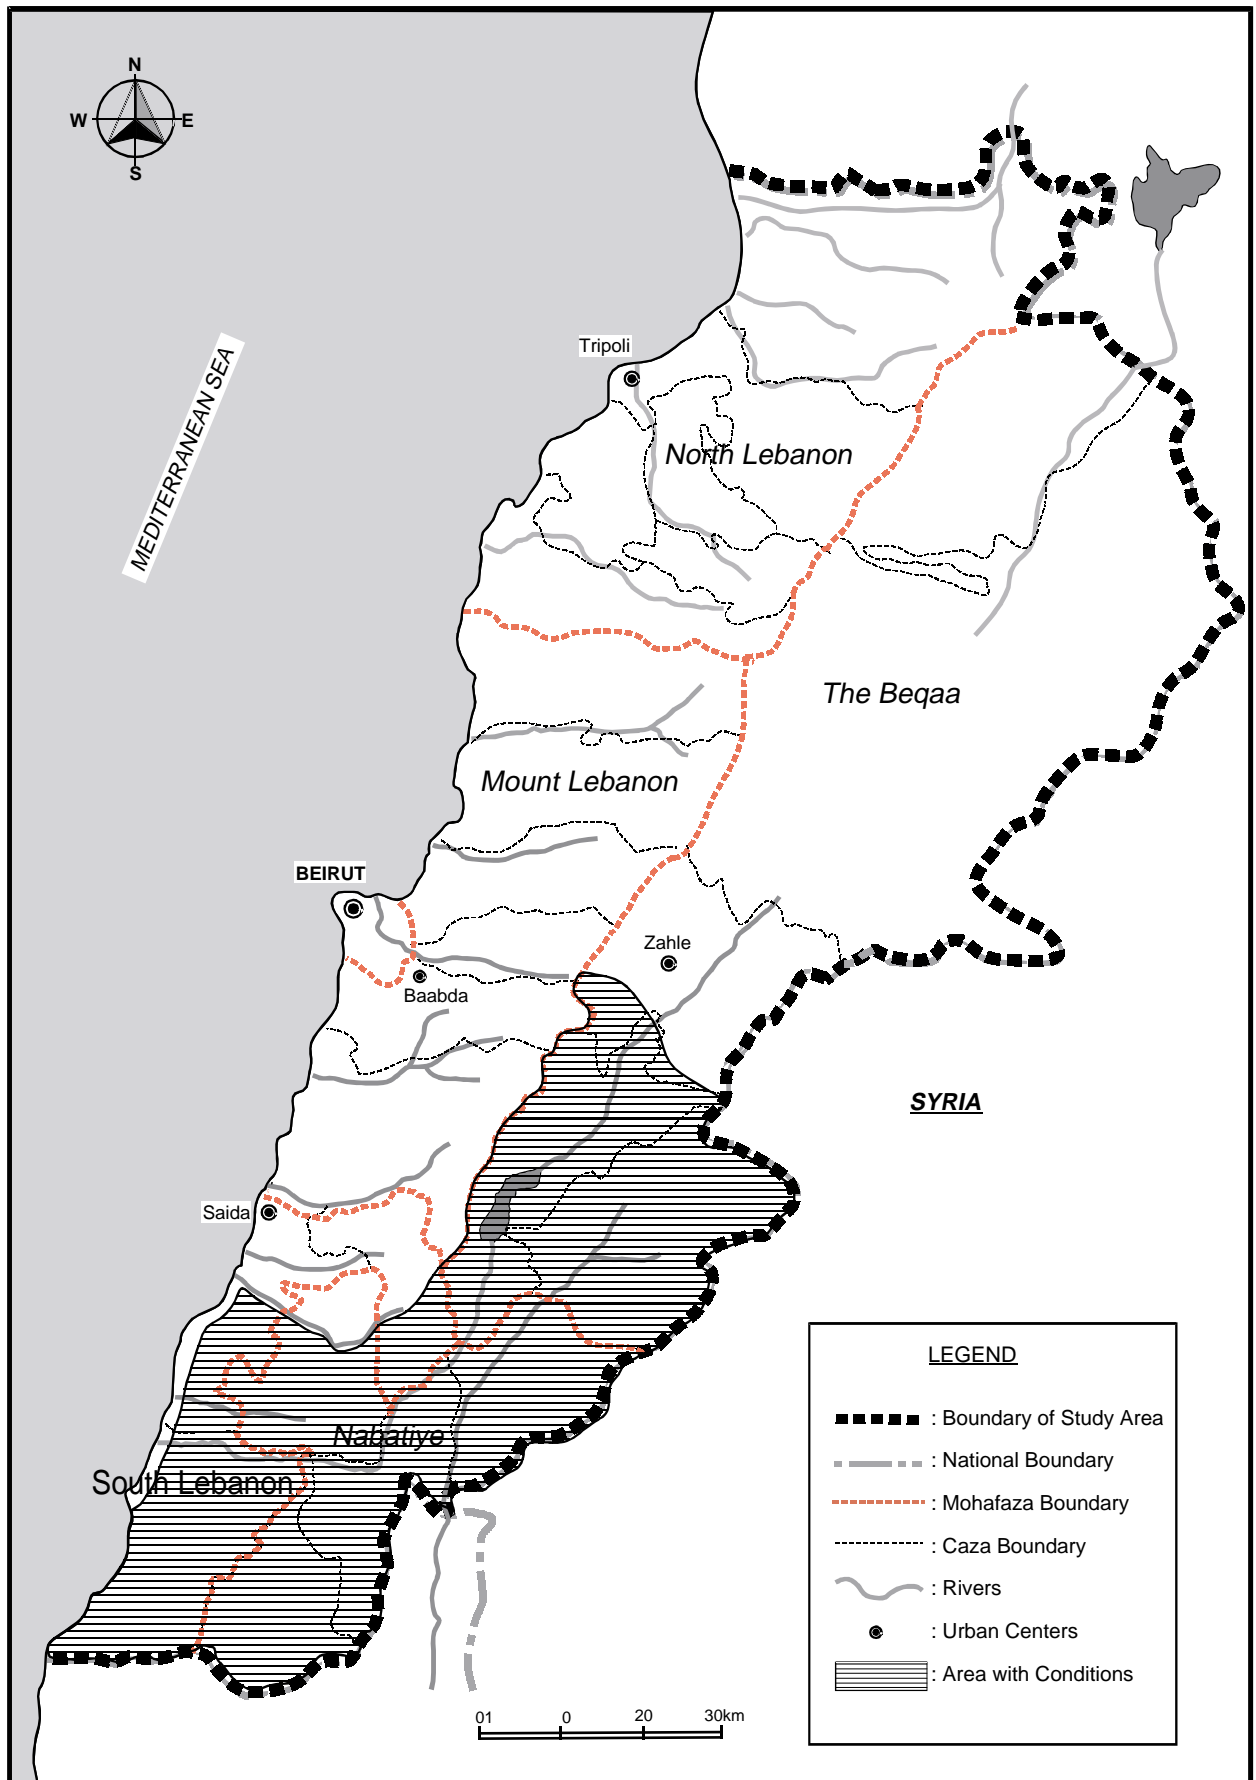 N
W E
S
MEDITERRANEAN SEA
Tripoli
North Lebanon
The Beqaa
Mount Lebanon
BEIRUT
Zahle
Baabda
SYRIA
Saida
Nabatiye
South Lebanon
LEGEND
: Boundary of Study Area
: National Boundary
: Mohafaza Boundary
: Caza Boundary
: Rivers
: Urban Centers
: Area with Conditions
01 0 20 30km